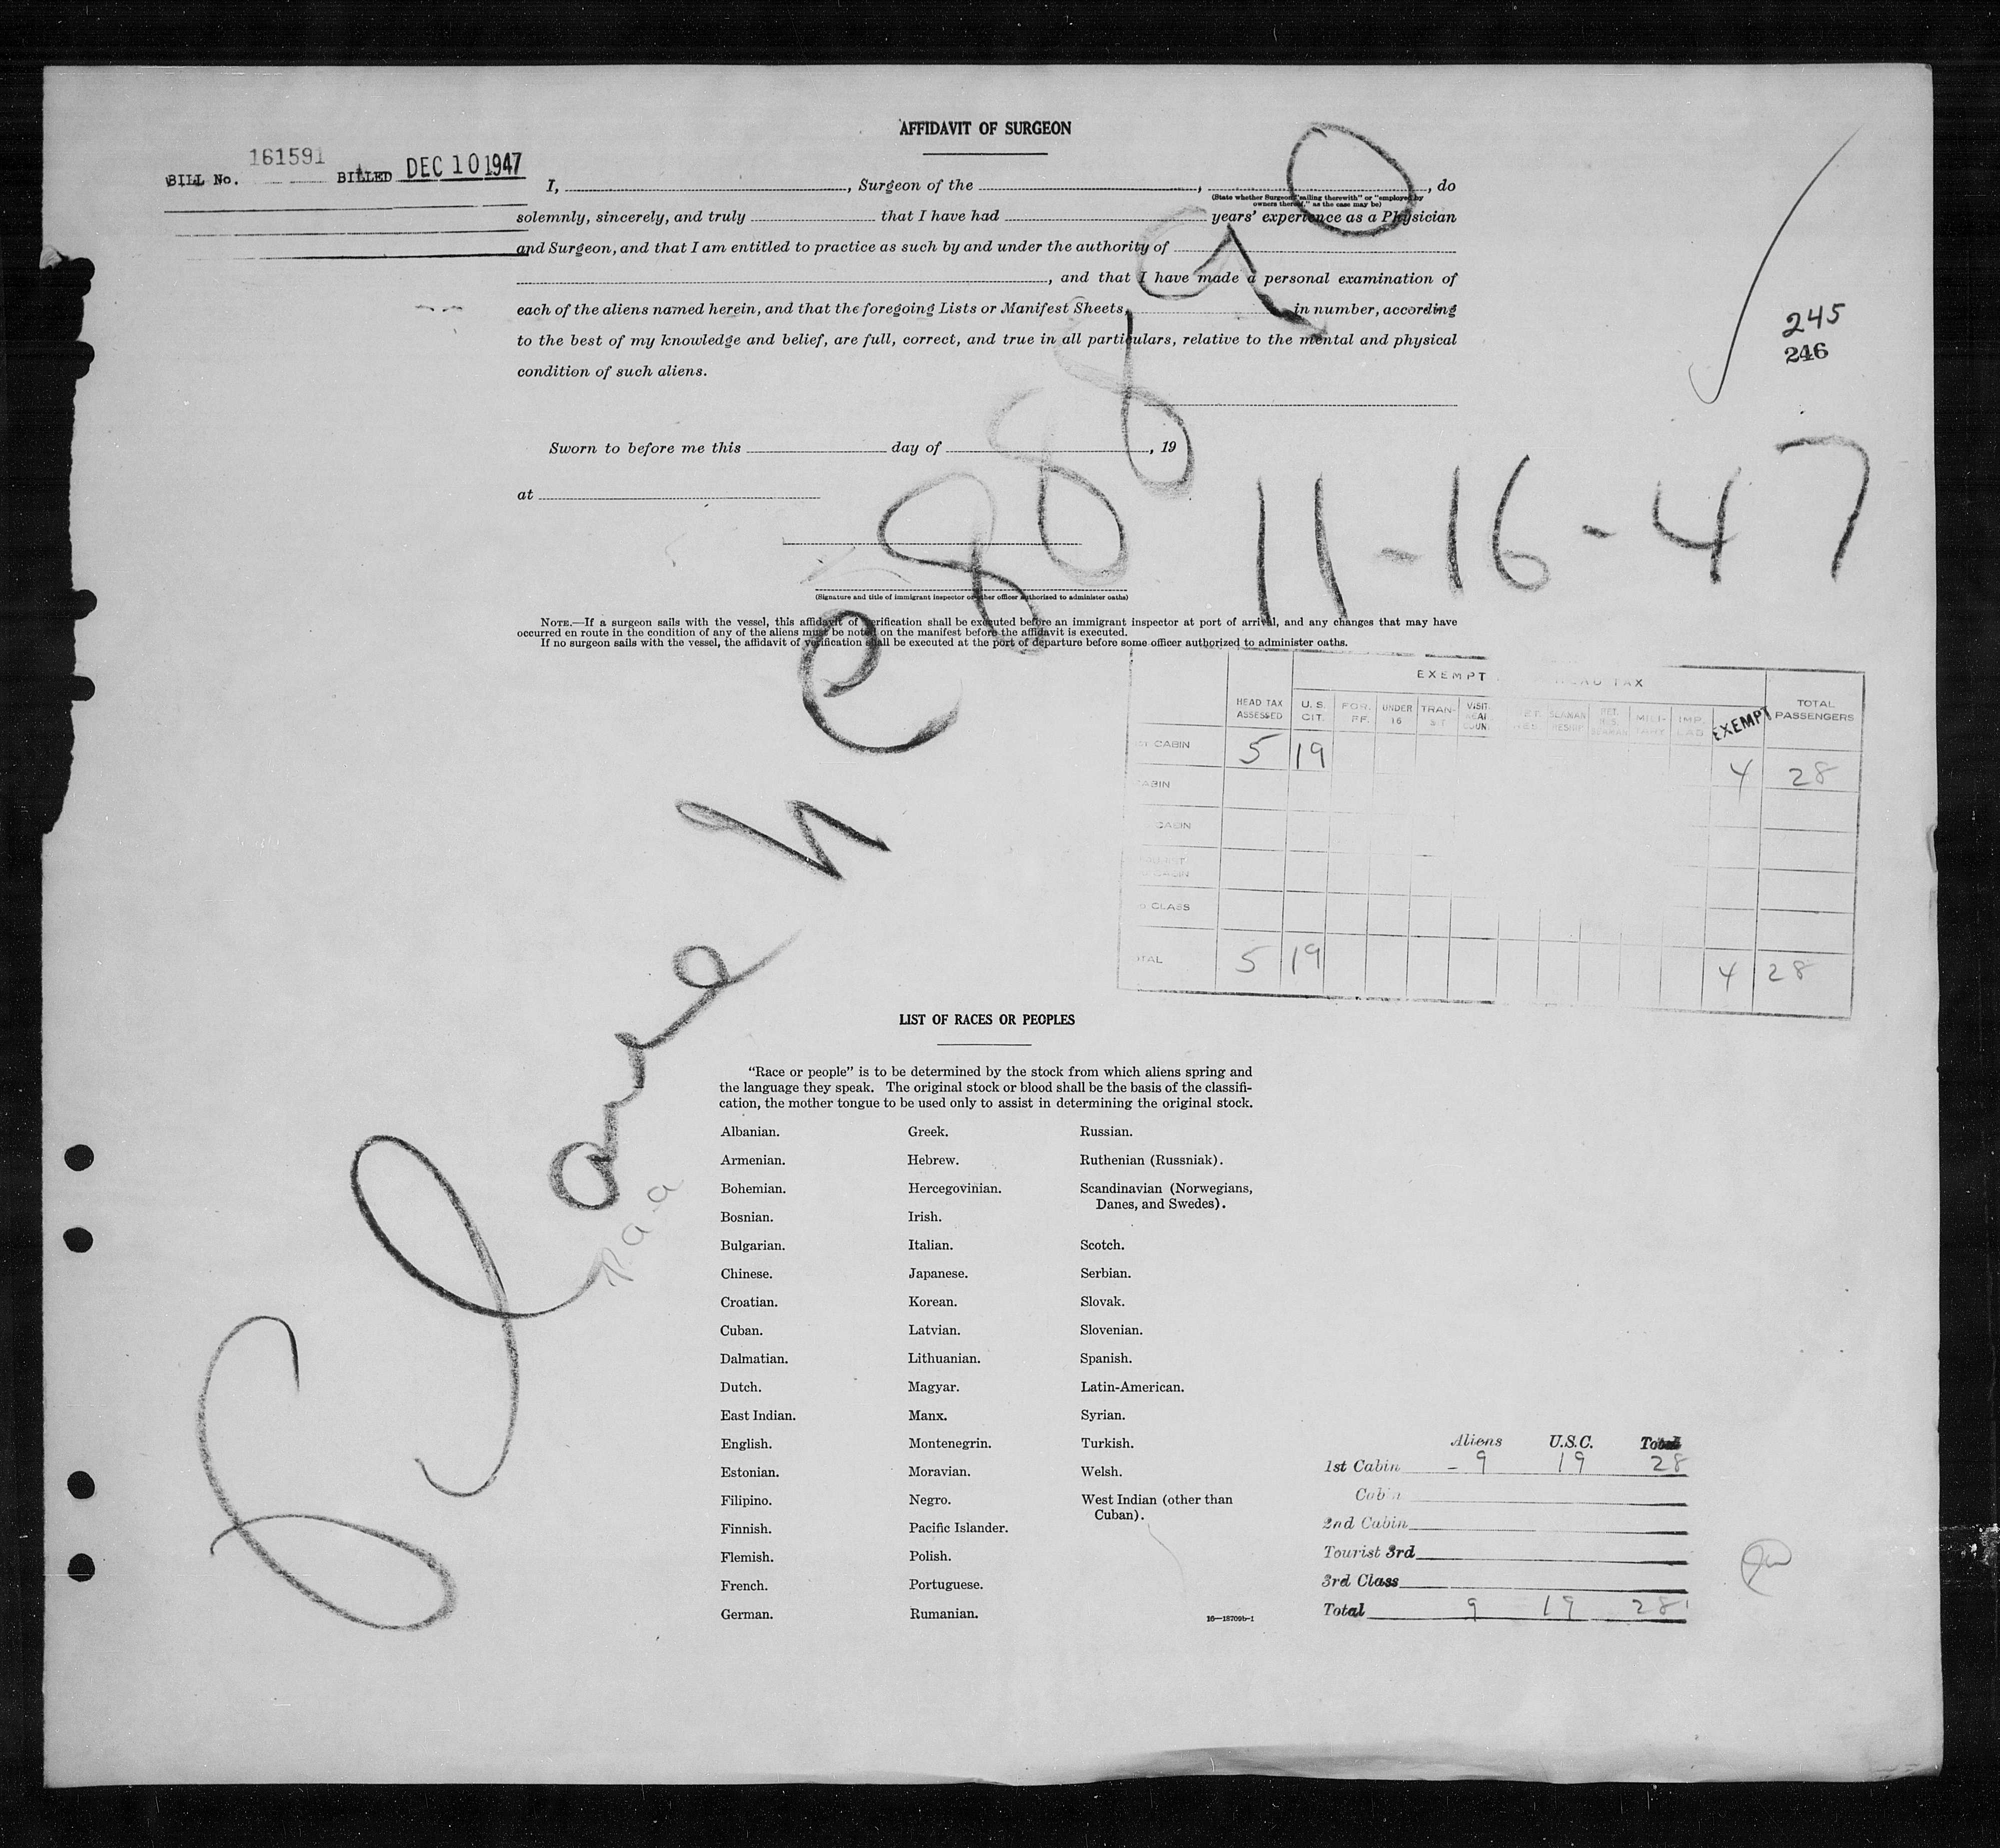 AFFIDAVIT OF SURGEON
BILL No. 161591 BILLED DEC 10 1947
I, , Surgeon of the , , do
(State whether Surgeon "sailing therewith" or "employed by owners thereof," as the case may be)
solemnly, sincerely, and truly that I have had years' experience as a Physician
and Surgeon, and that I am entitled to practice as such by and under the authority of
, and that I have made a personal examination of
each of the aliens named herein, and that the foregoing Lists or Manifest Sheets, in number, according
to the best of my knowledge and belief, are full, correct, and true in all particulars, relative to the mental and physical
condition of such aliens.
245
246
Sworn to before me this day of , 19
at
11-16-47
(Signature and title of immigrant inspector or other officer authorized to administer oaths)
NOTE.—If a surgeon sails with the vessel, this affidavit of verification shall be executed before an immigrant inspector at port of arrival, and any changes that may have
occurred en route in the condition of any of the aliens must be noted on the manifest before the affidavit is executed.
If no surgeon sails with the vessel, the affidavit of verification shall be executed at the port of departure before some officer authorized to administer oaths.
EXEMPT HEAD TAX
HEAD TAX ASSESSED U. S. CIT. FOR. UNDER 16 TRAN- VISIT. MILI- IMP. EXEMPT TOTAL PASSENGERS
CABIN 5 19 4 28
CABIN
CABIN
CLASS
TOTAL 5 19 4 28
LIST OF RACES OR PEOPLES
"Race or people" is to be determined by the stock from which aliens spring and
the language they speak. The original stock or blood shall be the basis of the classifi-
cation, the mother tongue to be used only to assist in determining the original stock.
Albanian. Greek. Russian.
Armenian. Hebrew. Ruthenian (Russniak).
Bohemian. Hercegovinian. Scandinavian (Norwegians,
Danes, and Swedes).
Bosnian. Irish.
Bulgarian. Italian. Scotch.
Chinese. Japanese. Serbian.
Croatian. Korean. Slovak.
Cuban. Latvian. Slovenian.
Dalmatian. Lithuanian. Spanish.
Dutch. Magyar. Latin-American.
East Indian. Manx. Syrian.
English. Montenegrin. Turkish.
Estonian. Moravian. Welsh.
Filipino. Negro. West Indian (other than
Cuban).
Finnish. Pacific Islander.
Flemish. Polish.
French. Portuguese.
German. Rumanian.
16—18709b-1
Aliens U.S.C. Total
1st Cabin - 9 19 28
Cabin
2nd Cabin
Tourist 3rd
3rd Class
Total 9 19 28